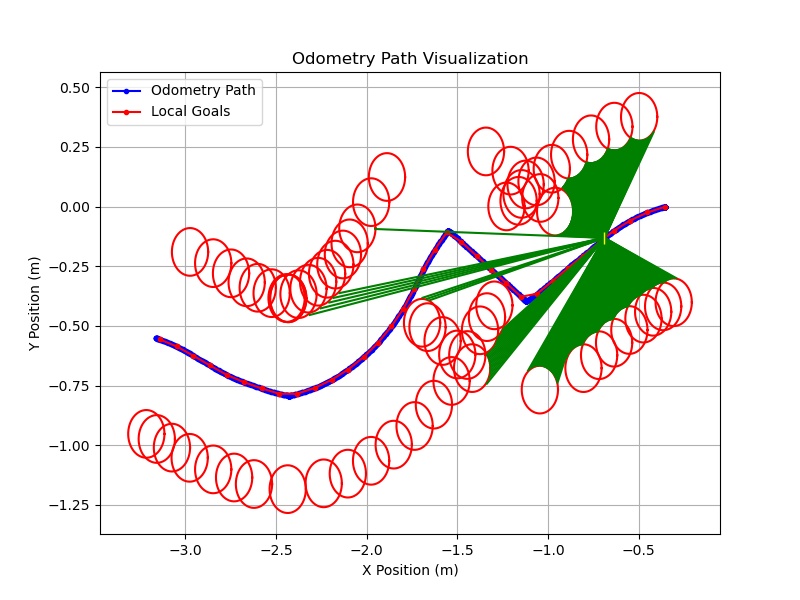 Odometry Path Visualization
Odometry Path
Local Goals
Y Position (m)
0.50
0.25
0.00
−0.25
−0.50
−0.75
−1.00
−1.25
−3.0 −2.5 −2.0 −1.5 −1.0 −0.5
X Position (m)